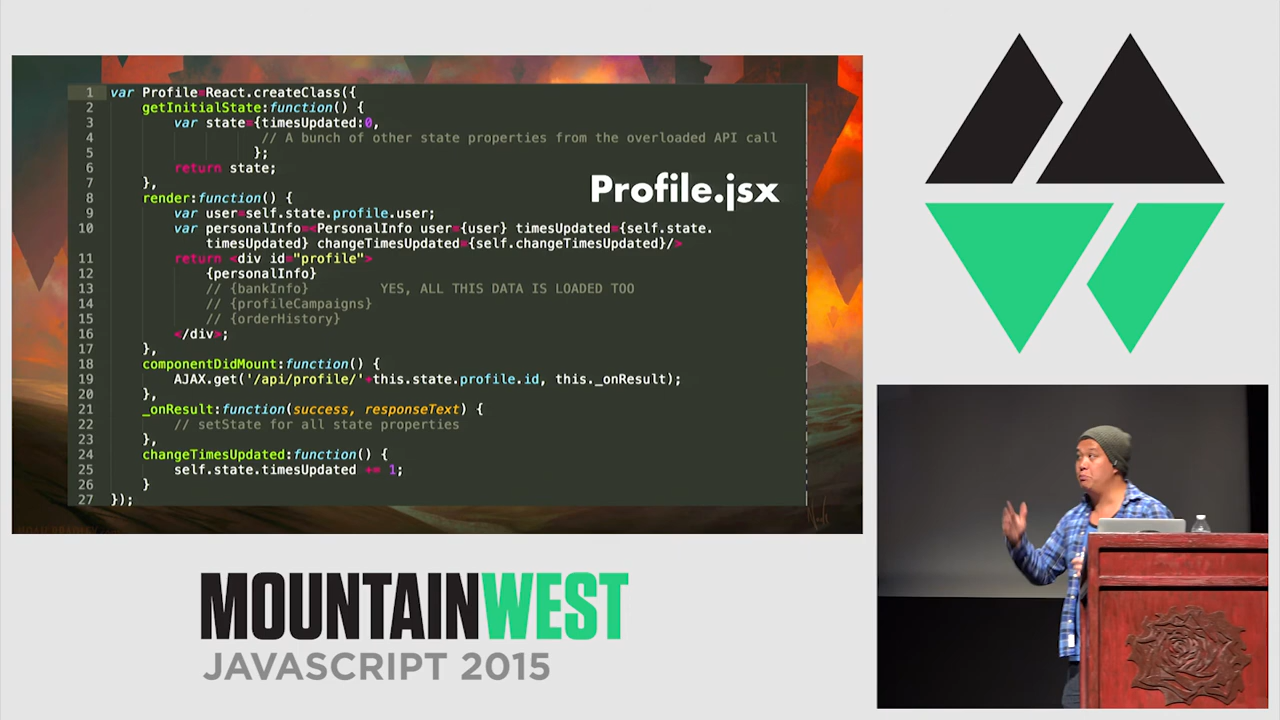 1 var Profile=React.createClass({
2 getInitialState:function() {
3 var state={timesUpdated:0,
4 // A bunch of other state properties from the overloaded API call
5 };
6 return state;
7 },
8 render:function() {
9 var user=self.state.profile.user;
10 var personalInfo=<PersonalInfo user={user} timesUpdated={self.state.
timesUpdated} changeTimesUpdated={self.changeTimesUpdated}/>
11 return <div id="profile">
12 {personalInfo}
13 // {bankInfo} YES, ALL THIS DATA IS LOADED TOO
14 // {profileCampaigns}
15 // {orderHistory}
16 </div>;
17 },
18 componentDidMount:function() {
19 AJAX.get('/api/profile/'+this.state.profile.id, this._onResult);
20 },
21 _onResult:function(success, responseText) {
22 // setState for all state properties
23 },
24 changeTimesUpdated:function() {
25 self.state.timesUpdated += 1;
26 }
27 });
Profile.jsx
MOUNTAINWEST
JAVASCRIPT 2015